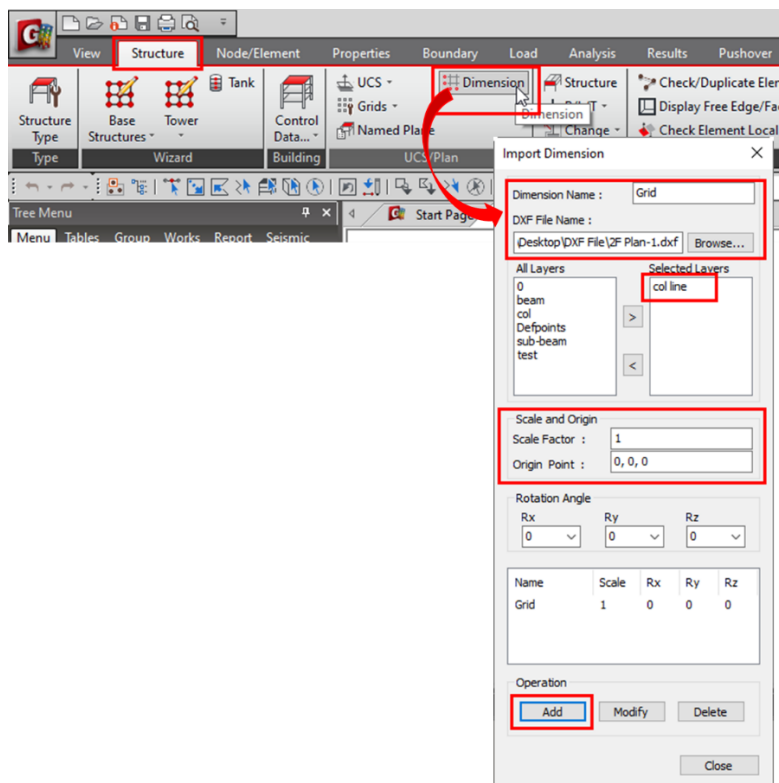 View Structure Node/Element Properties Boundary Load Analysis Results Pushover
Structure Type
Base Structures
Tower
Tank
Control Data...
UCS
Grids
Named Plane
Dimension
Dimension
Structure
Change
Check/Duplicate Eler
Display Free Edge/Fa
Check Element Local
Type Wizard Building UCS/Plan
Tree Menu
Start Page
Menu Tables Group Works Report Seismic
Import Dimension
Dimension Name : Grid
DXF File Name :
\Desktop\DXF File\2F Plan-1.dxf Browse...
All Layers Selected Layers
0
beam
col
Defpoints
sub-beam
test
>
<
col line
Scale and Origin
Scale Factor : 1
Origin Point : 0, 0, 0
Rotation Angle
Rx Ry Rz
0 0 0
Name Scale Rx Ry Rz
Grid 1 0 0 0
Operation
Add Modify Delete
Close